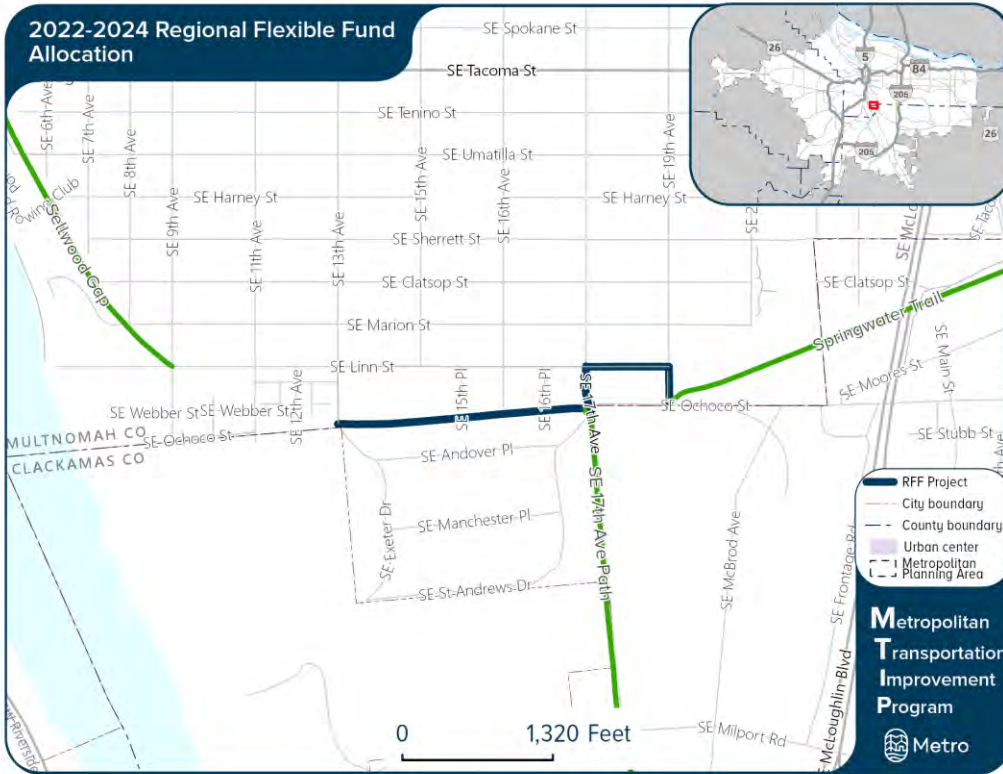 2022-2024 Regional Flexible Fund
Allocation
26
5
84
205
205
26
SE Spokane St
SE Tacoma St
SE Tenino St
SE Umatilla St
SE Harney St
SE Harney St
SE Sherrett St
SE Clatsop St
SE Clatsop St
SE Marion St
SE Linn St
SE 6th Ave
SE 7th Ave
SE 8th Ave
SE 9th Ave
SE 11th Ave
SE 12th Ave
SE 13th Ave
SE 15th Ave
SE 16th Ave
SE 19th Ave
Sellwood Gap
Springwater Trail
SE Moores St
SE Main St
SE 15th Pl
SE 16th Pl
SE 17th Ave
SE 17th Ave Path
SE Webber St
SE Webber St
SE Ochoco St
SE Ochoco St
MULTNOMAH CO
CLACKAMAS CO
SE Stubb St
SE Andover Pl
SE Manchester Pl
SE Exeter Dr
SE St Andrews Dr
SE McBrod Ave
SE Frontage Rd
SE McLoughlin Blvd
SE Milport Rd
0 1,320 Feet
RFF Project
City boundary
County boundary
Urban center
Metropolitan
Planning Area
Metropolitan
Transportation
Improvement
Program
Metro